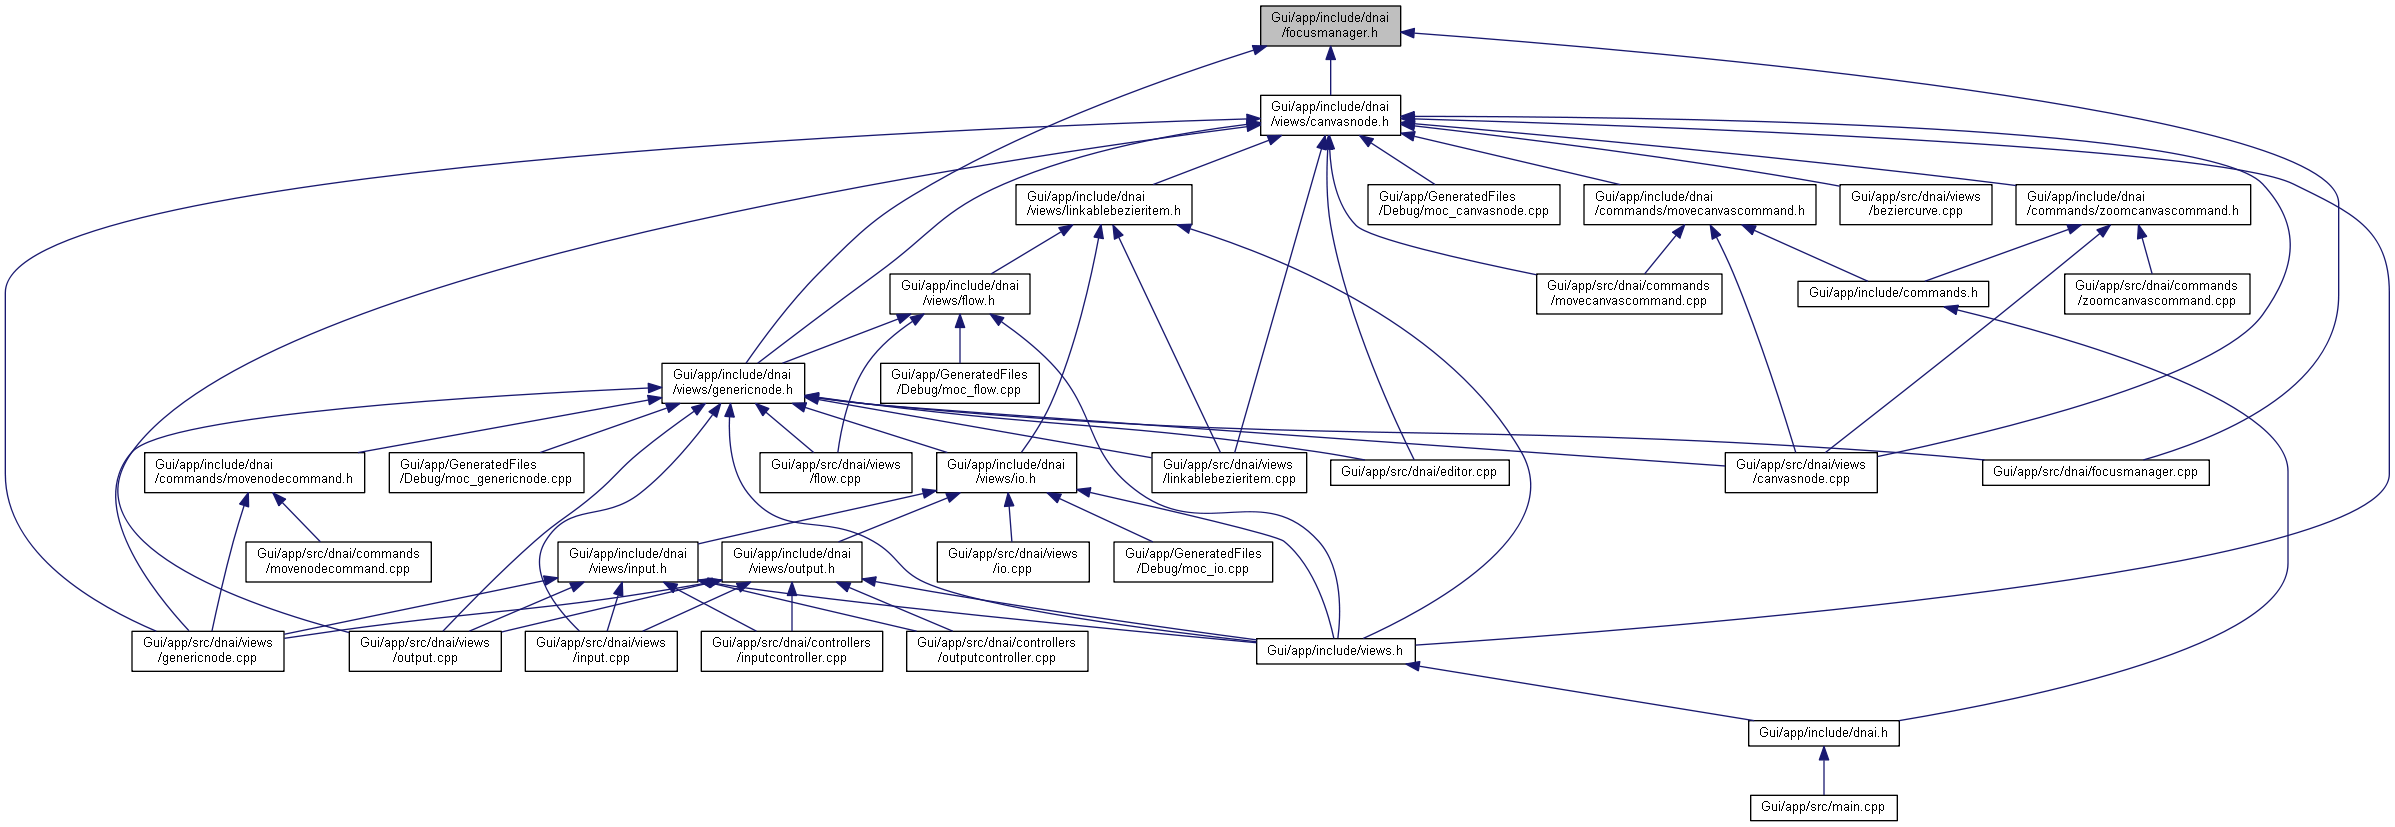 Gui/app/include/dnai
/focusmanager.h
Gui/app/include/dnai
/views/canvasnode.h
Gui/app/include/dnai
/views/linkablebezieritem.h
Gui/app/GeneratedFiles
/Debug/moc_canvasnode.cpp
Gui/app/include/dnai
/commands/movecanvascommand.h
Gui/app/src/dnai/views
/beziercurve.cpp
Gui/app/include/dnai
/commands/zoomcanvascommand.h
Gui/app/include/dnai
/views/flow.h
Gui/app/src/dnai/commands
/movecanvascommand.cpp
Gui/app/include/commands.h
Gui/app/src/dnai/commands
/zoomcanvascommand.cpp
Gui/app/include/dnai
/views/genericnode.h
Gui/app/GeneratedFiles
/Debug/moc_flow.cpp
Gui/app/include/dnai
/commands/movenodecommand.h
Gui/app/GeneratedFiles
/Debug/moc_genericnode.cpp
Gui/app/src/dnai/views
/flow.cpp
Gui/app/include/dnai
/views/io.h
Gui/app/src/dnai/views
/linkablebezieritem.cpp
Gui/app/src/dnai/editor.cpp
Gui/app/src/dnai/views
/canvasnode.cpp
Gui/app/src/dnai/focusmanager.cpp
Gui/app/src/dnai/commands
/movenodecommand.cpp
Gui/app/include/dnai
/views/input.h
Gui/app/include/dnai
/views/output.h
Gui/app/src/dnai/views
/io.cpp
Gui/app/GeneratedFiles
/Debug/moc_io.cpp
Gui/app/src/dnai/views
/genericnode.cpp
Gui/app/src/dnai/views
/output.cpp
Gui/app/src/dnai/views
/input.cpp
Gui/app/src/dnai/controllers
/inputcontroller.cpp
Gui/app/src/dnai/controllers
/outputcontroller.cpp
Gui/app/include/views.h
Gui/app/include/dnai.h
Gui/app/src/main.cpp